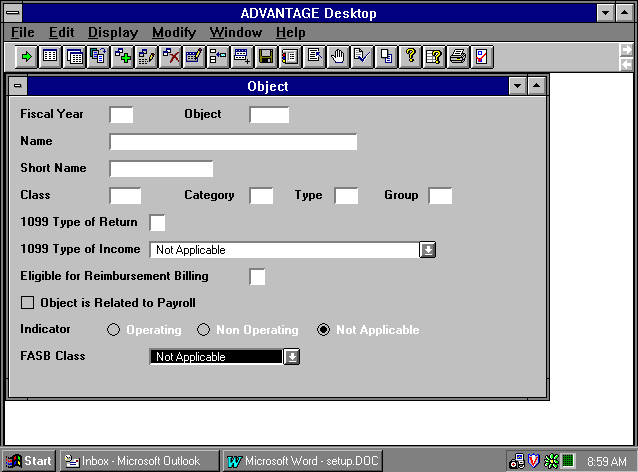 ADVANTAGE Desktop
File Edit Display Modify Window Help
Object
Fiscal Year Object
Name
Short Name
Class Category Type Group
1099 Type of Return
1099 Type of Income Not Applicable
Eligible for Reimbursement Billing
Object is Related to Payroll
Indicator Operating Non Operating Not Applicable
FASB Class Not Applicable
Start Inbox - Microsoft Outlook Microsoft Word - setup.DOC 8:59 AM